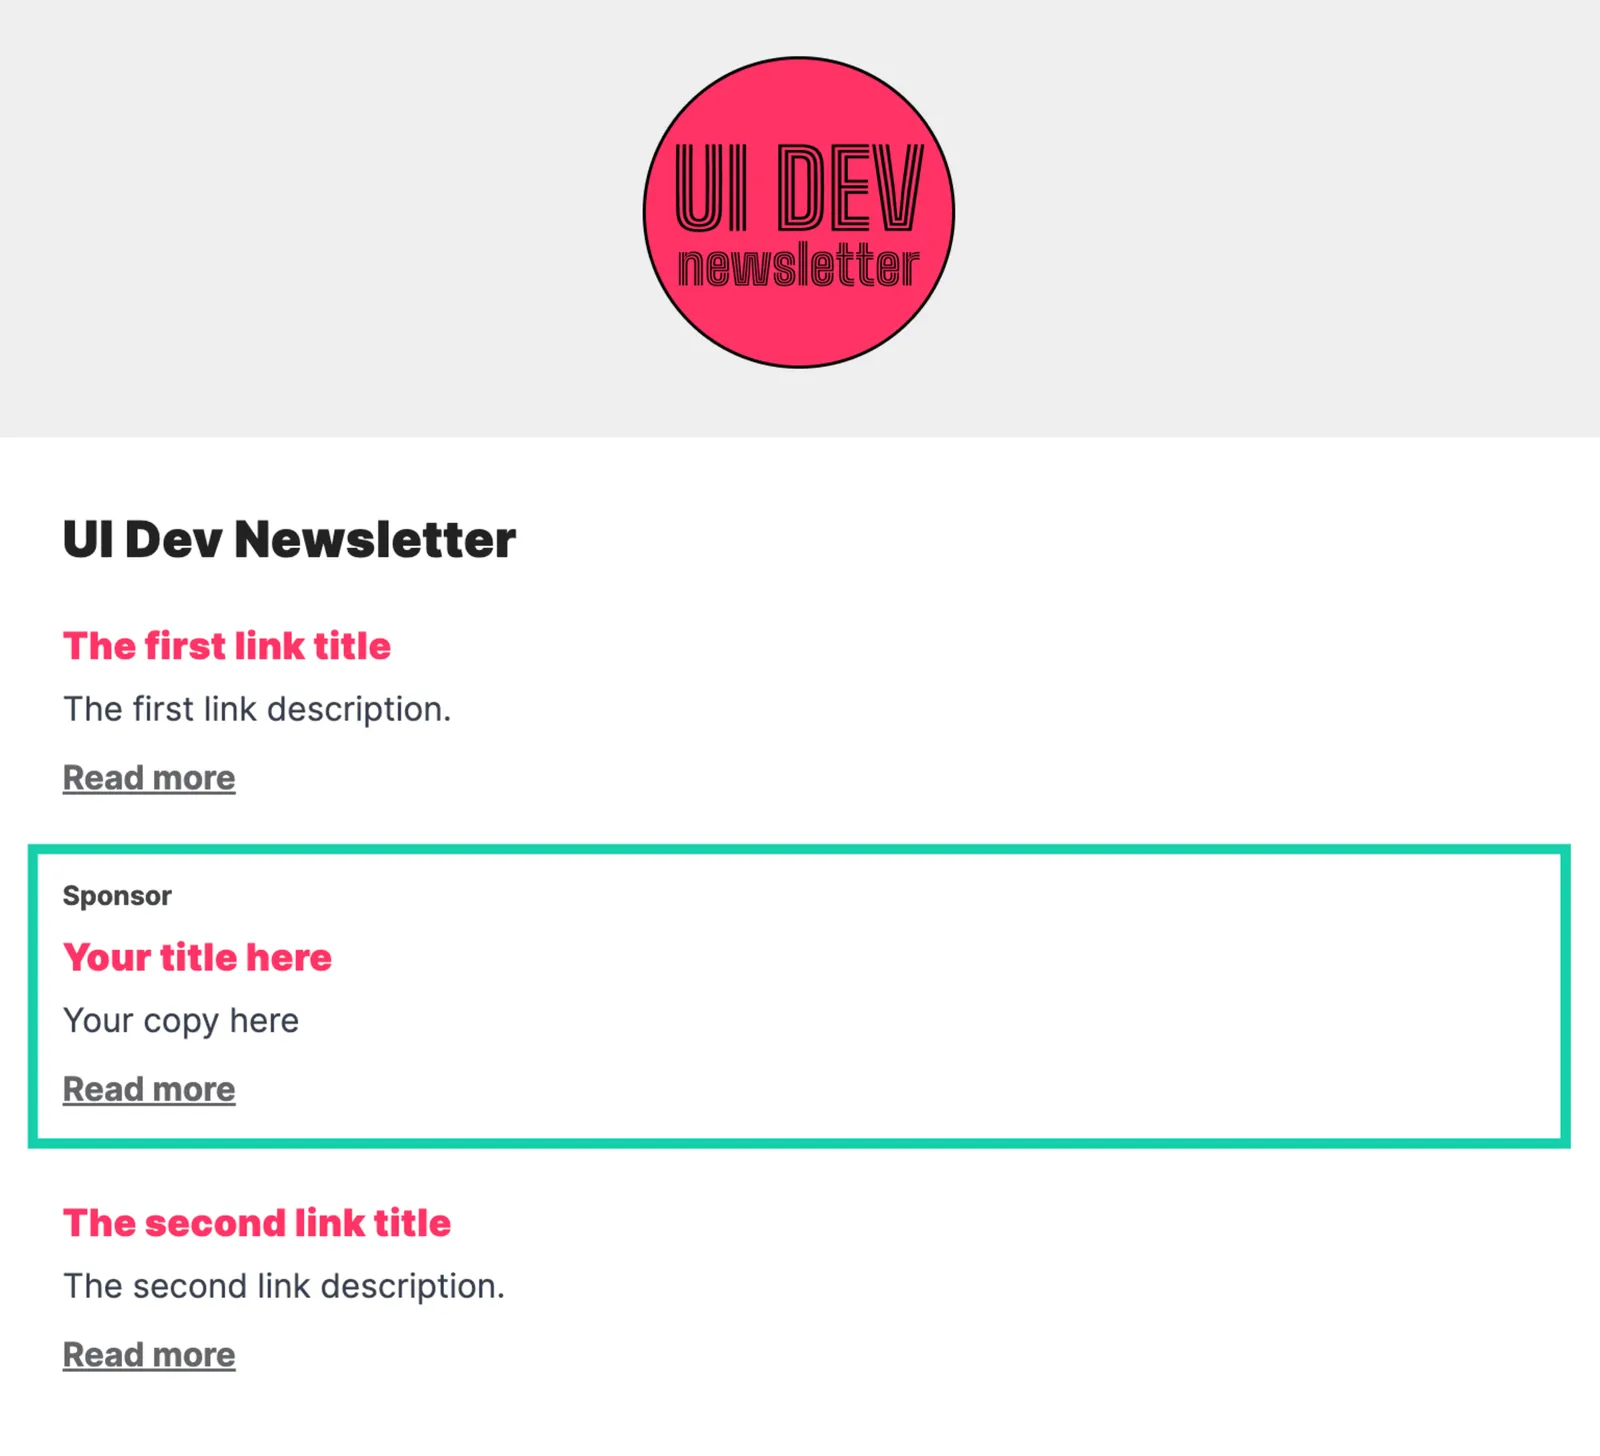 UI DEV
newsletter
UI Dev Newsletter
The first link title
The first link description.
Read more
Sponsor
Your title here
Your copy here
Read more
The second link title
The second link description.
Read more